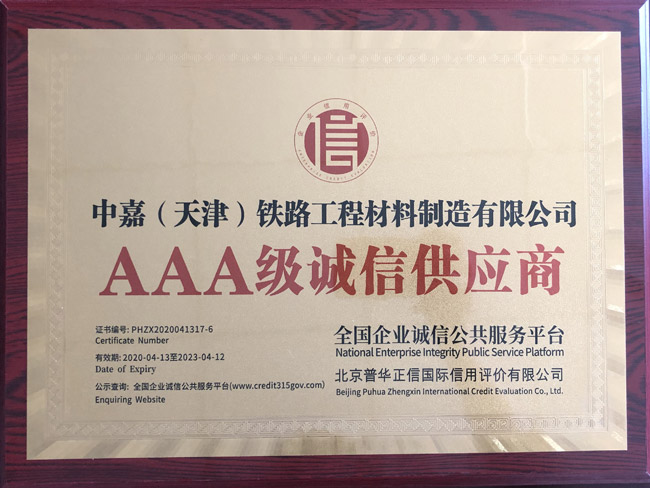 企业信用评价
中嘉（天津）铁路工程材料制造有限公司
AAA级诚信供应商
证书编号: PHZX2020041317-6
Certificate Number
有效期: 2020-04-13至2023-04-12
Date of Expiry
公示查询: 全国企业诚信公共服务平台(www.credit315gov.com)
Enquiring Website
全国企业诚信公共服务平台
National Enterprise Integrity Public Service Platform
北京普华正信国际信用评价有限公司
Beijing Puhua Zhengxin International Credit Evaluation Co., Ltd.